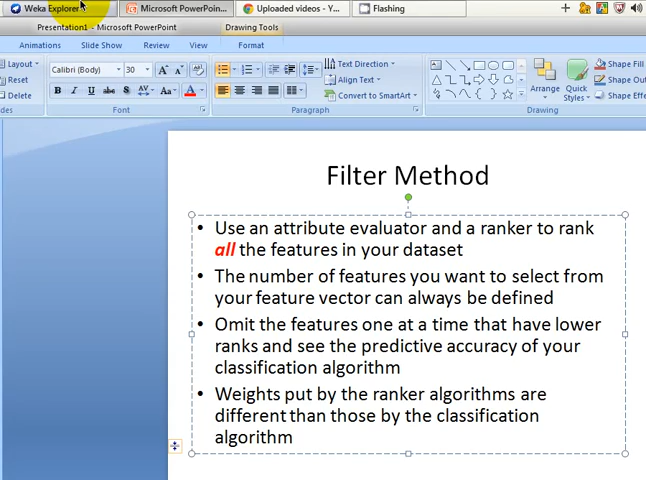 Weka Explorer
Microsoft PowerPoin...
Uploaded videos - Y...
Flashing
Presentation1 - Microsoft PowerPoint
Drawing Tools
Animations
Slide Show
Review
View
Format
Layout
Reset
Delete
Calibri (Body)
30
Text Direction
Align Text
Convert to SmartArt
Arrange
Quick
Styles
Shape Fill
Shape Out
Shape Effe
Font
Paragraph
Drawing
Filter Method
• Use an attribute evaluator and a ranker to rank
all the features in your dataset
• The number of features you want to select from
your feature vector can always be defined
• Omit the features one at a time that have lower
ranks and see the predictive accuracy of your
classification algorithm
• Weights put by the ranker algorithms are
different than those by the classification
algorithm